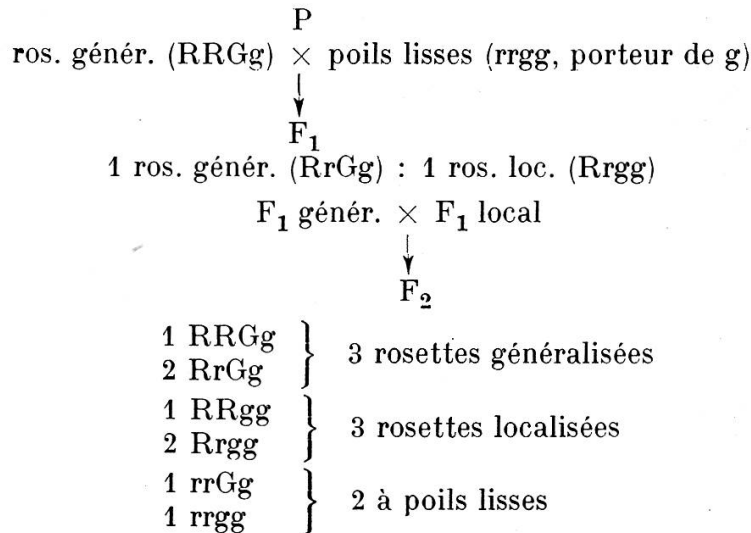 P
ros. génér. (RRGg) × poils lisses (rrgg, porteur de g)
↓
F₁
1 ros. génér. (RrGg) : 1 ros. loc. (Rrgg)
F₁ génér. × F₁ local
↓
F₂
1 RRGg
2 RrGg } 3 rosettes généralisées
1 RRgg
2 Rrgg } 3 rosettes localisées
1 rrGg
1 rrgg } 2 à poils lisses